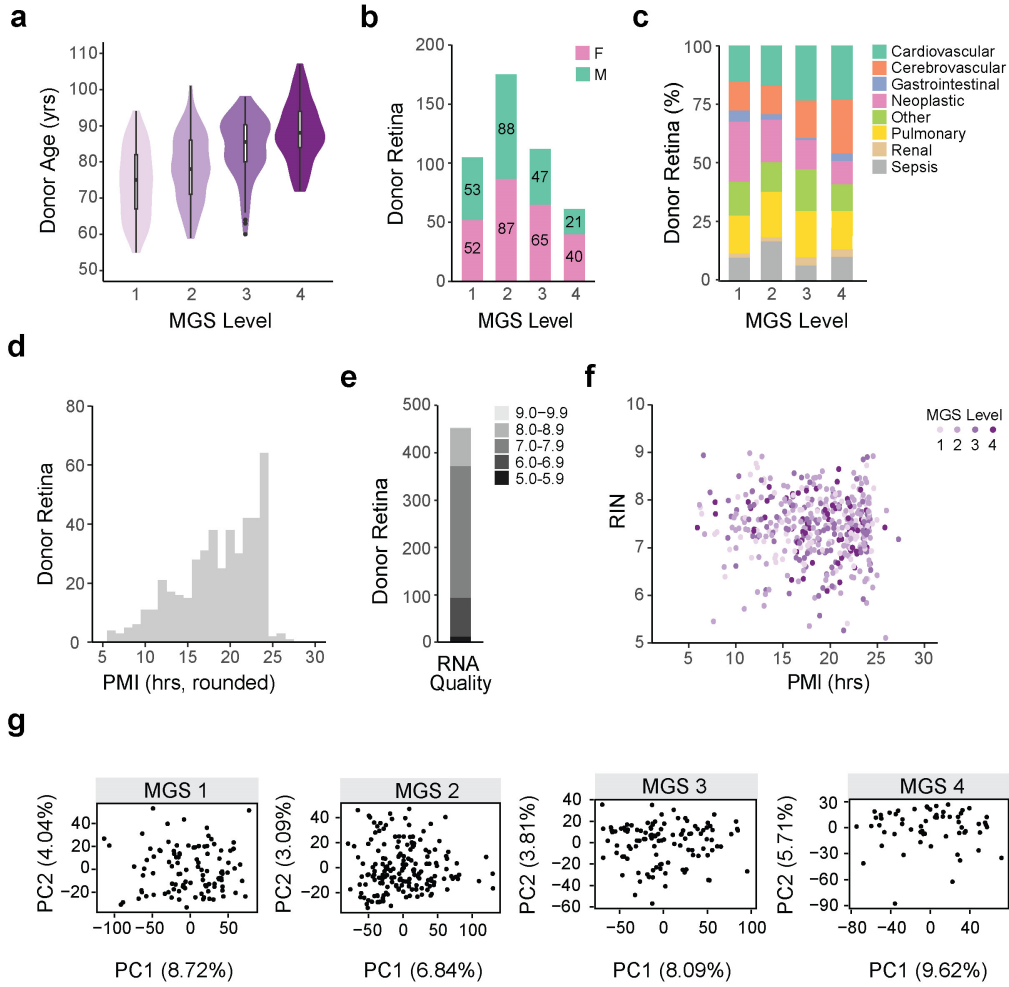 a
Donor Age (yrs)
110
100
90
80
70
60
50
1 2 3 4
MGS Level
b
Donor Retina
200
150
100
50
0
F
M
53
52
88
87
47
65
21
40
1 2 3 4
MGS Level
c
Donor Retina (%)
100
75
50
25
0
1 2 3 4
MGS Level
Cardiovascular
Cerebrovascular
Gastrointestinal
Neoplastic
Other
Pulmonary
Renal
Sepsis
d
Donor Retina
80
60
40
20
0
5 10 15 20 25 30
PMI (hrs, rounded)
e
Donor Retina
500
400
300
200
100
0
RNA
Quality
9.0−9.9
8.0-8.9
7.0-7.9
6.0-6.9
5.0-5.9
f
RIN
10
9
8
7
6
5
5 10 15 20 25 30
PMI (hrs)
MGS Level
1 2 3 4
g
MGS 1
PC2 (4.04%)
40
20
0
−20
−100 −50 0 50
PC1 (8.72%)
MGS 2
PC2 (3.09%)
40
20
0
−20
−50 0 50 100
PC1 (6.84%)
MGS 3
PC2 (3.81%)
40
20
0
−20
−40
−60
−50 0 50 100
PC1 (8.09%)
MGS 4
PC2 (5.71%)
30
0
−30
−60
−90
−80 −40 0 40
PC1 (9.62%)